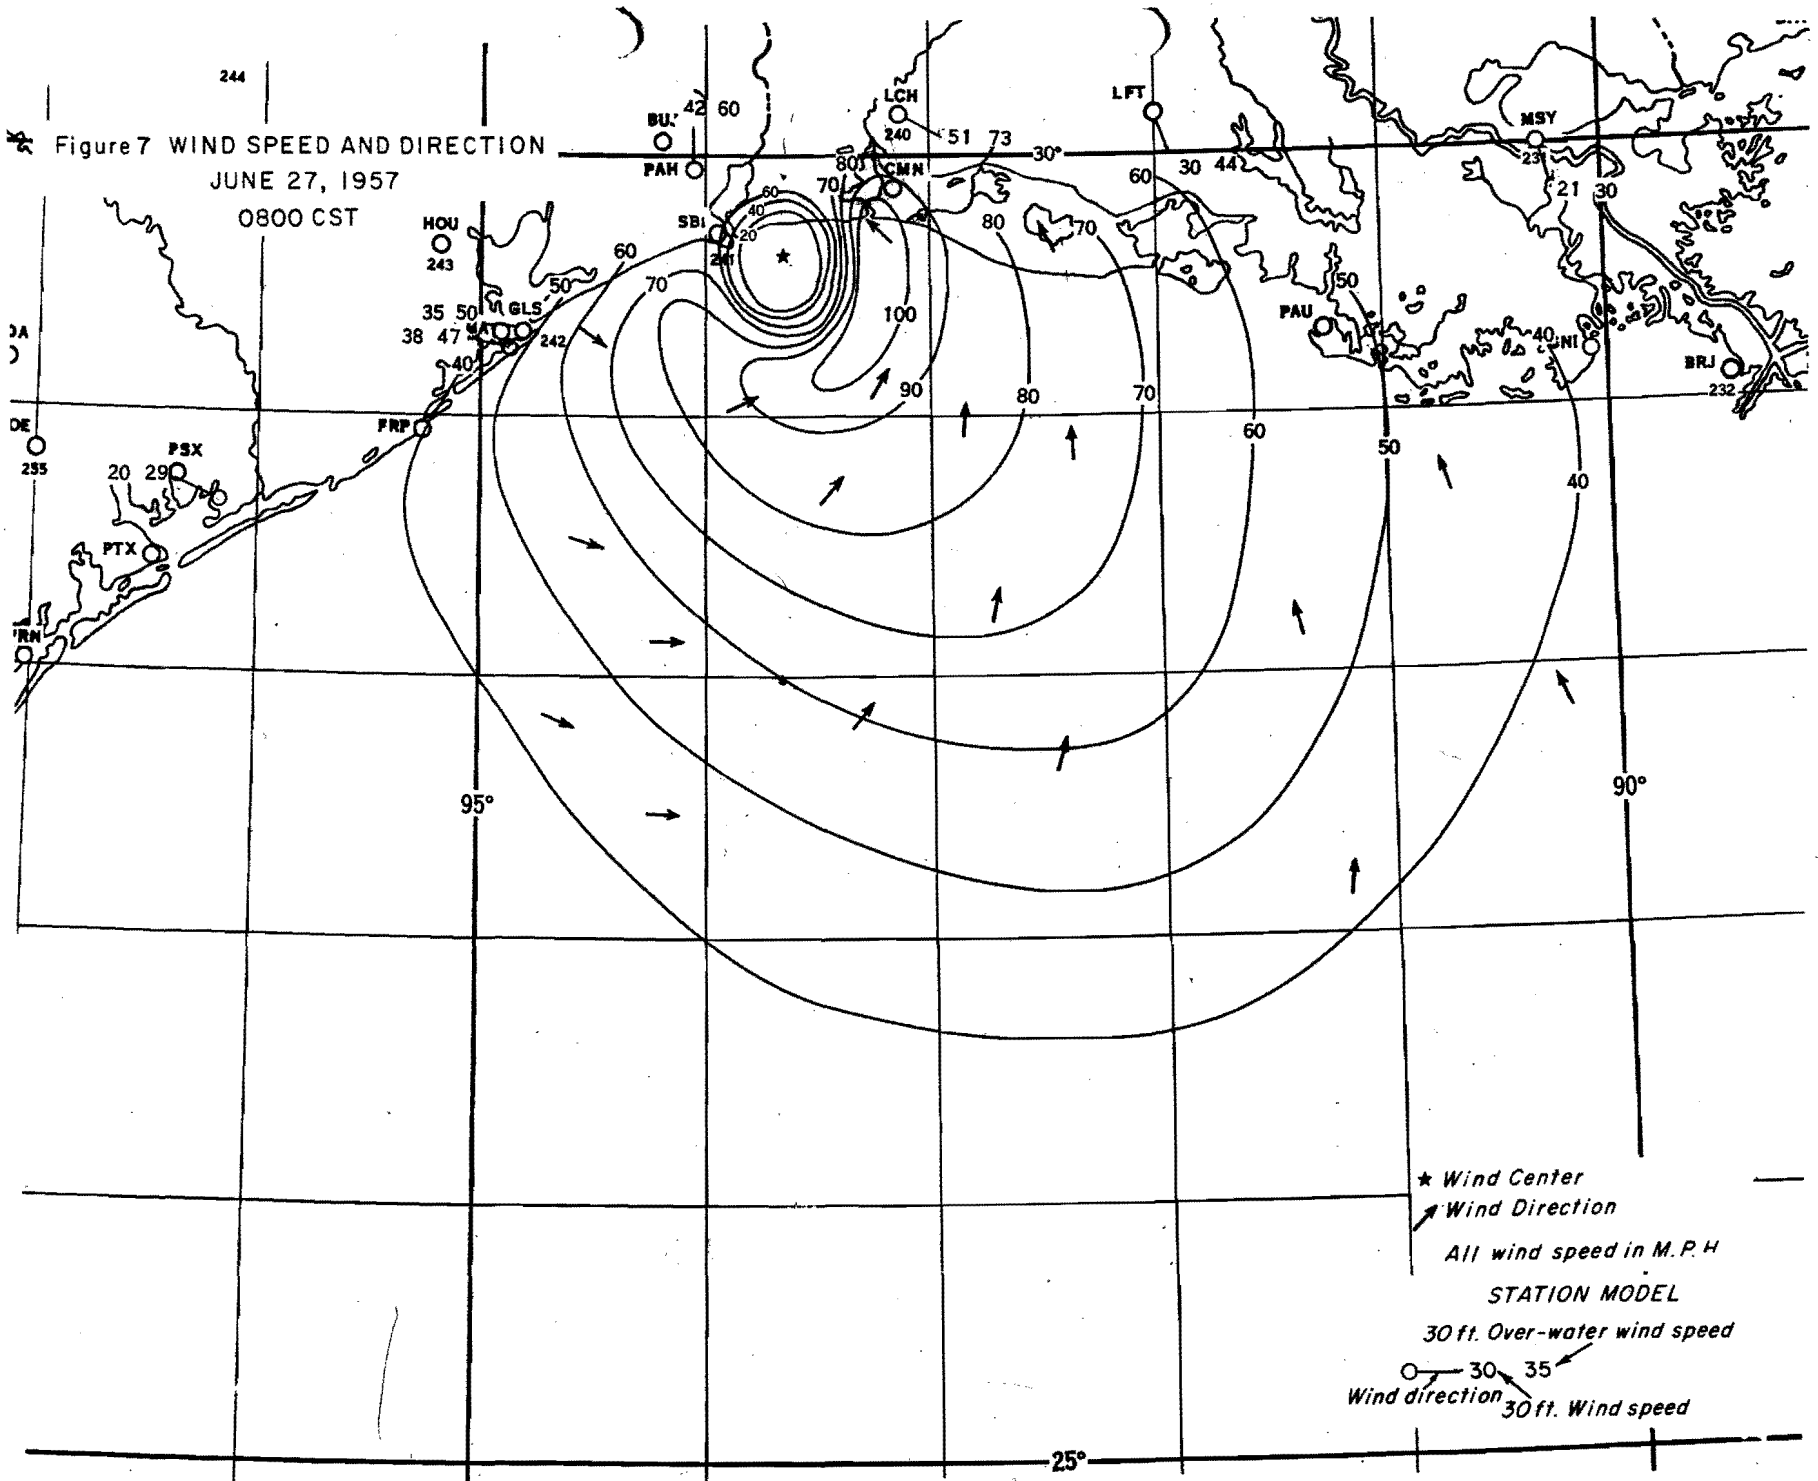 244
42 60
LCH
240
51 73
LFT
MSY
Figure 7 WIND SPEED AND DIRECTION
JUNE 27, 1957
0800 CST
PAH
80
CMN
30°
30 44
60
21 30
70
60
40
20
SBI
HOU
243
60
80
70
50
70
50
100
PAU
35 50 GLS
38 47
242
40
40
BRJ
232
90
80
70
FRP
60
50
40
255
PSX
20 29
PTX
95°
90°
★ Wind Center
Wind Direction
All wind speed in M.P.H
STATION MODEL
30 ft. Over-water wind speed
30 35
Wind direction
30 ft. Wind speed
25°